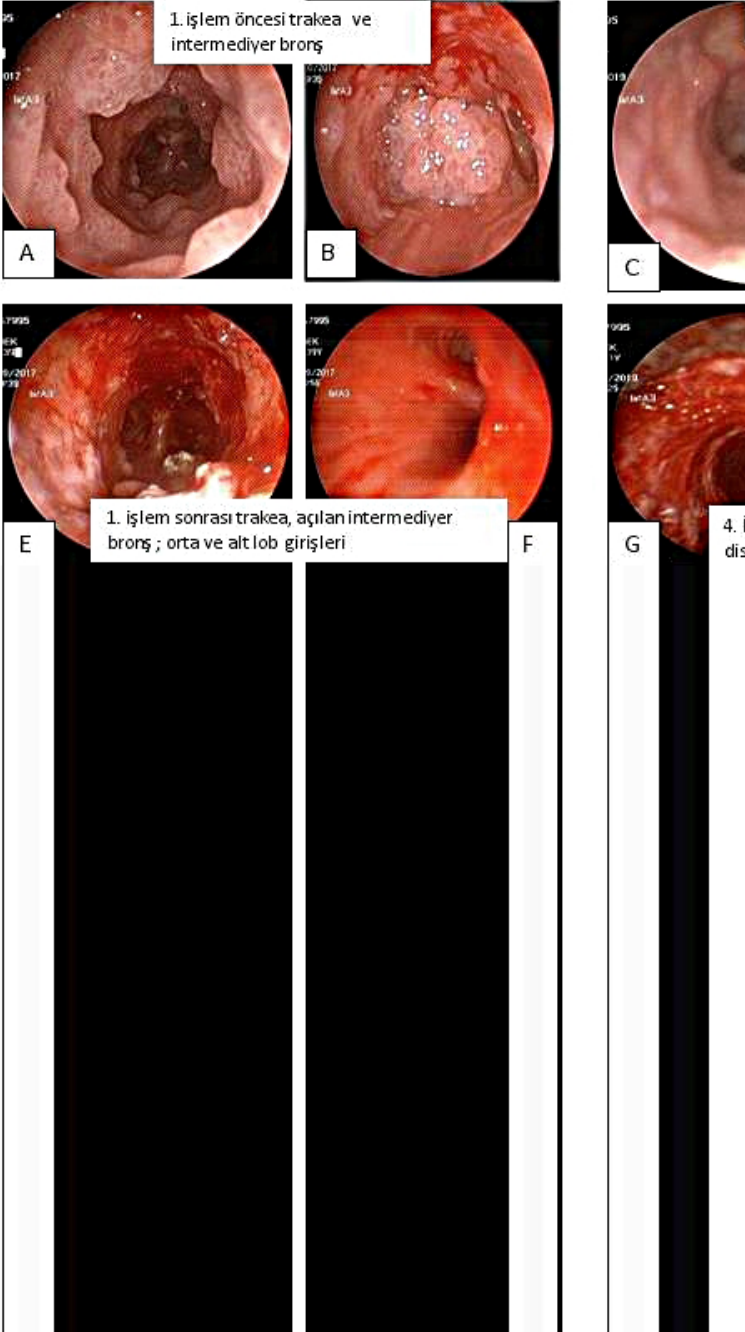 1. işlem öncesi trakea ve
intermediyer bronş
A
B
C
1. işlem sonrası trakea, açılan intermediyer
bronş ; orta ve alt lob girişleri
E
F
G
4.